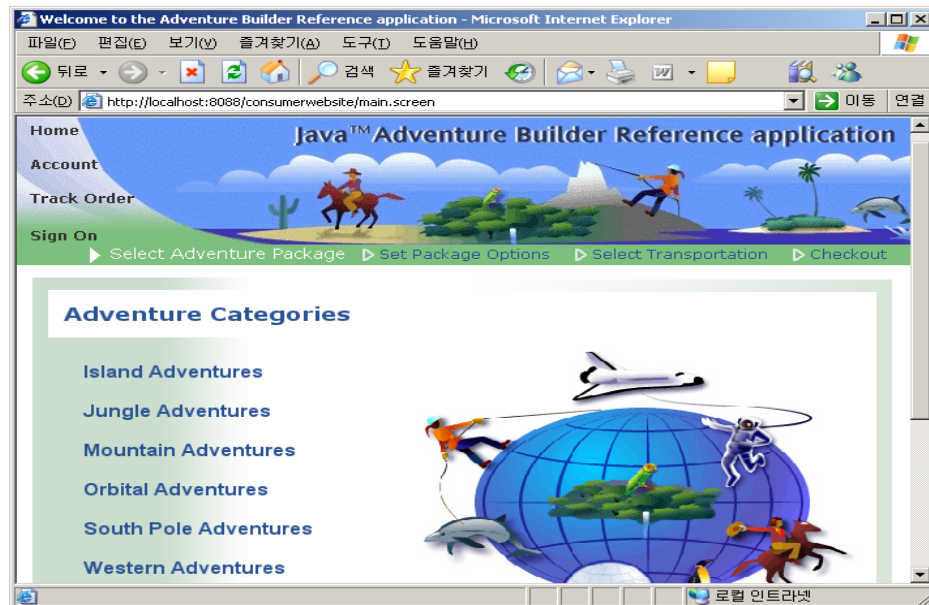 Welcome to the Adventure Builder Reference application - Microsoft Internet Explorer
파일(F) 편집(E) 보기(V) 즐겨찾기(A) 도구(T) 도움말(H)
뒤로 검색 즐겨찾기
주소(D) http://localhost:8088/consumerwebsite/main.screen 이동 연결
Home
Java™ Adventure Builder Reference application
Account
Track Order
Sign On
Select Adventure Package Set Package Options Select Transportation Checkout
Adventure Categories
Island Adventures
Jungle Adventures
Mountain Adventures
Orbital Adventures
South Pole Adventures
Western Adventures
로컬 인트라넷